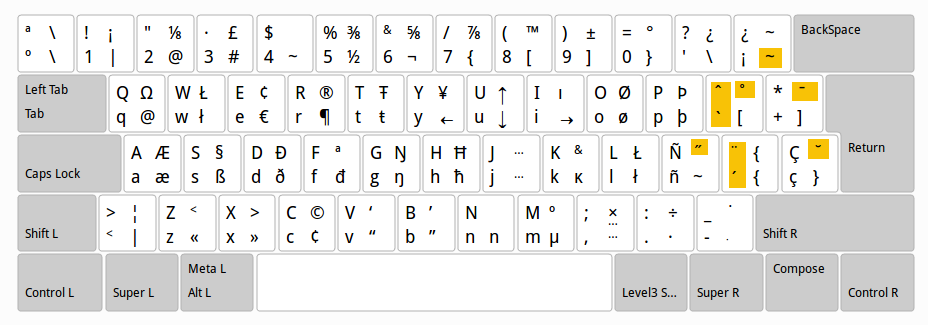 ª \ ! ¡ " ⅛ · £ $ % ⅜ & ⅝ / ⅞ ( ™ ) ± = ° ? ¿ ¿ ~ BackSpace
º \ 1 | 2 @ 3 # 4 ~ 5 ½ 6 ¬ 7 { 8 [ 9 ] 0 } ' \ ¡ ~
Left Tab Q Ω W Ł E ¢ R ® T Ŧ Y ¥ U ↑ I ı O Ø P Þ ˆ ° * ¯
Tab q @ w ł e € r ¶ t ŧ y ← u ↓ i → o ø p þ ` [ + ]
A Æ S § D Ð F ª G Ŋ H Ħ J ... K & L Ł Ñ ˝ ¨ { Ç ˘ Return
Caps Lock a æ s ß d ð f đ g ŋ h ħ j ... k ĸ l ł ñ ~ ´ { ç }
> ¦ Z < X > C © V ‘ B ’ N M º ; × : ÷ _ ˙
Shift L < | z « x » c ¢ v “ b ” n n m µ , ... . · - . Shift R
Meta L Compose
Control L Super L Alt L Level3 S... Super R Control R